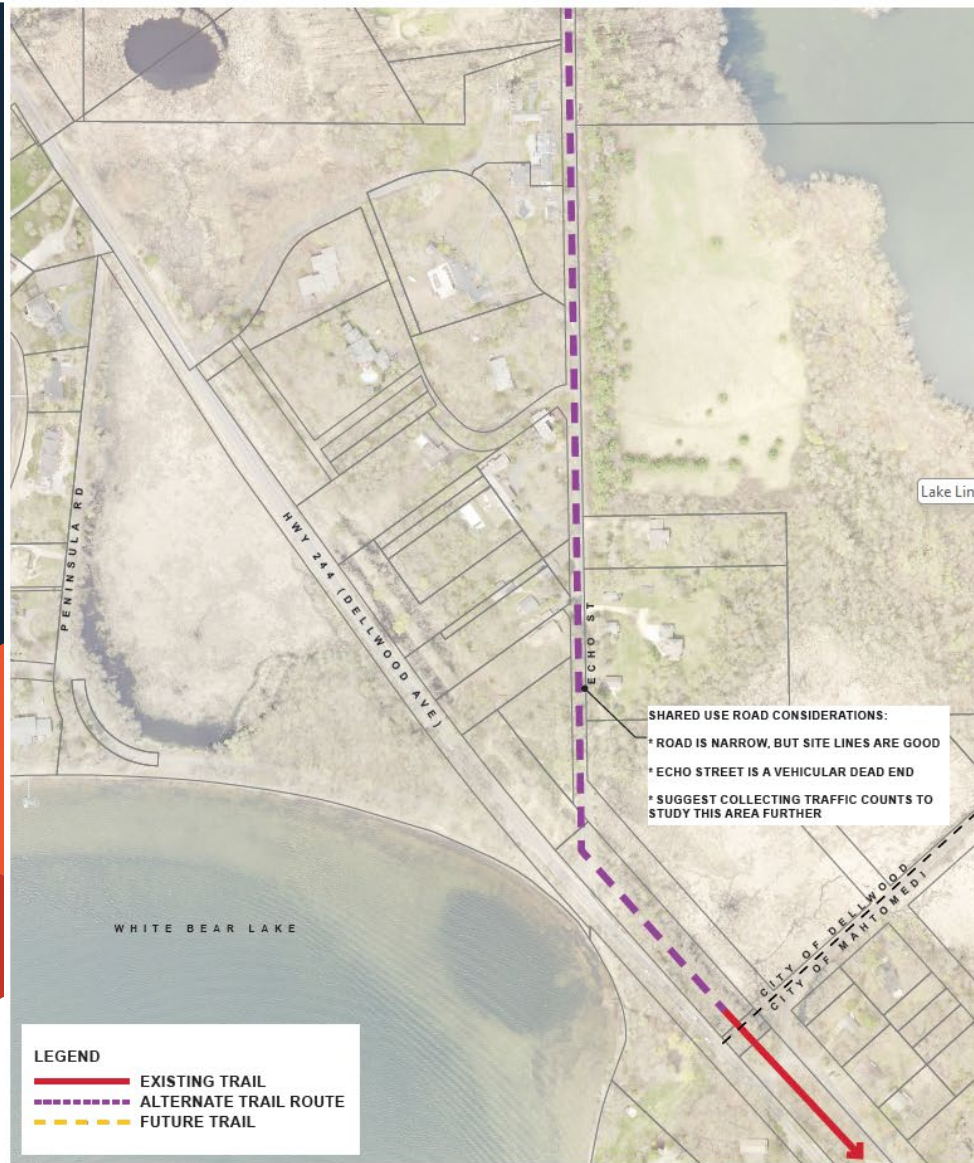 Lake Lin
PENINSULA RD
HWY 244 (DELLWOOD AVE)
ECHO ST
SHARED USE ROAD CONSIDERATIONS:
* ROAD IS NARROW, BUT SITE LINES ARE GOOD
* ECHO STREET IS A VEHICULAR DEAD END
* SUGGEST COLLECTING TRAFFIC COUNTS TO
STUDY THIS AREA FURTHER
CITY OF DELLWOOD
CITY OF MAHTOMEDI
WHITE BEAR LAKE
LEGEND
EXISTING TRAIL
ALTERNATE TRAIL ROUTE
FUTURE TRAIL